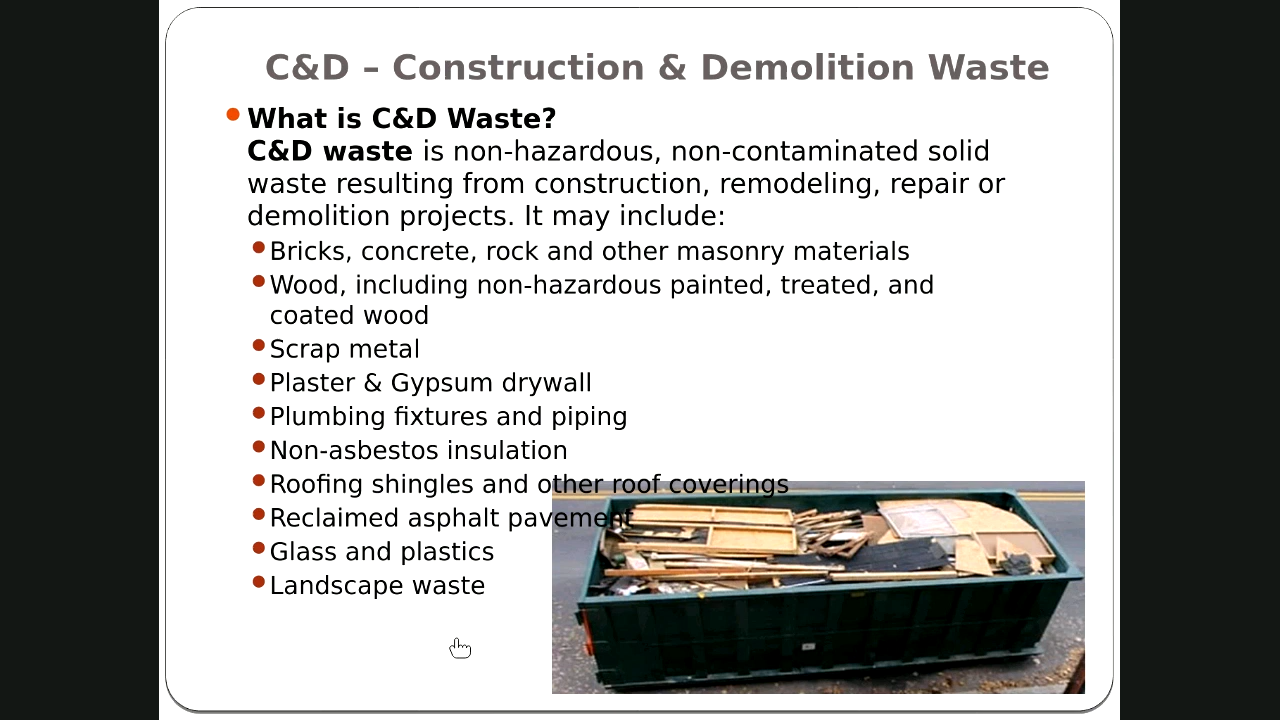 C&D – Construction & Demolition Waste
What is C&D Waste?
C&D waste is non-hazardous, non-contaminated solid
waste resulting from construction, remodeling, repair or
demolition projects. It may include:
Bricks, concrete, rock and other masonry materials
Wood, including non-hazardous painted, treated, and
coated wood
Scrap metal
Plaster & Gypsum drywall
Plumbing fixtures and piping
Non-asbestos insulation
Roofing shingles and other roof coverings
Reclaimed asphalt pavement
Glass and plastics
Landscape waste